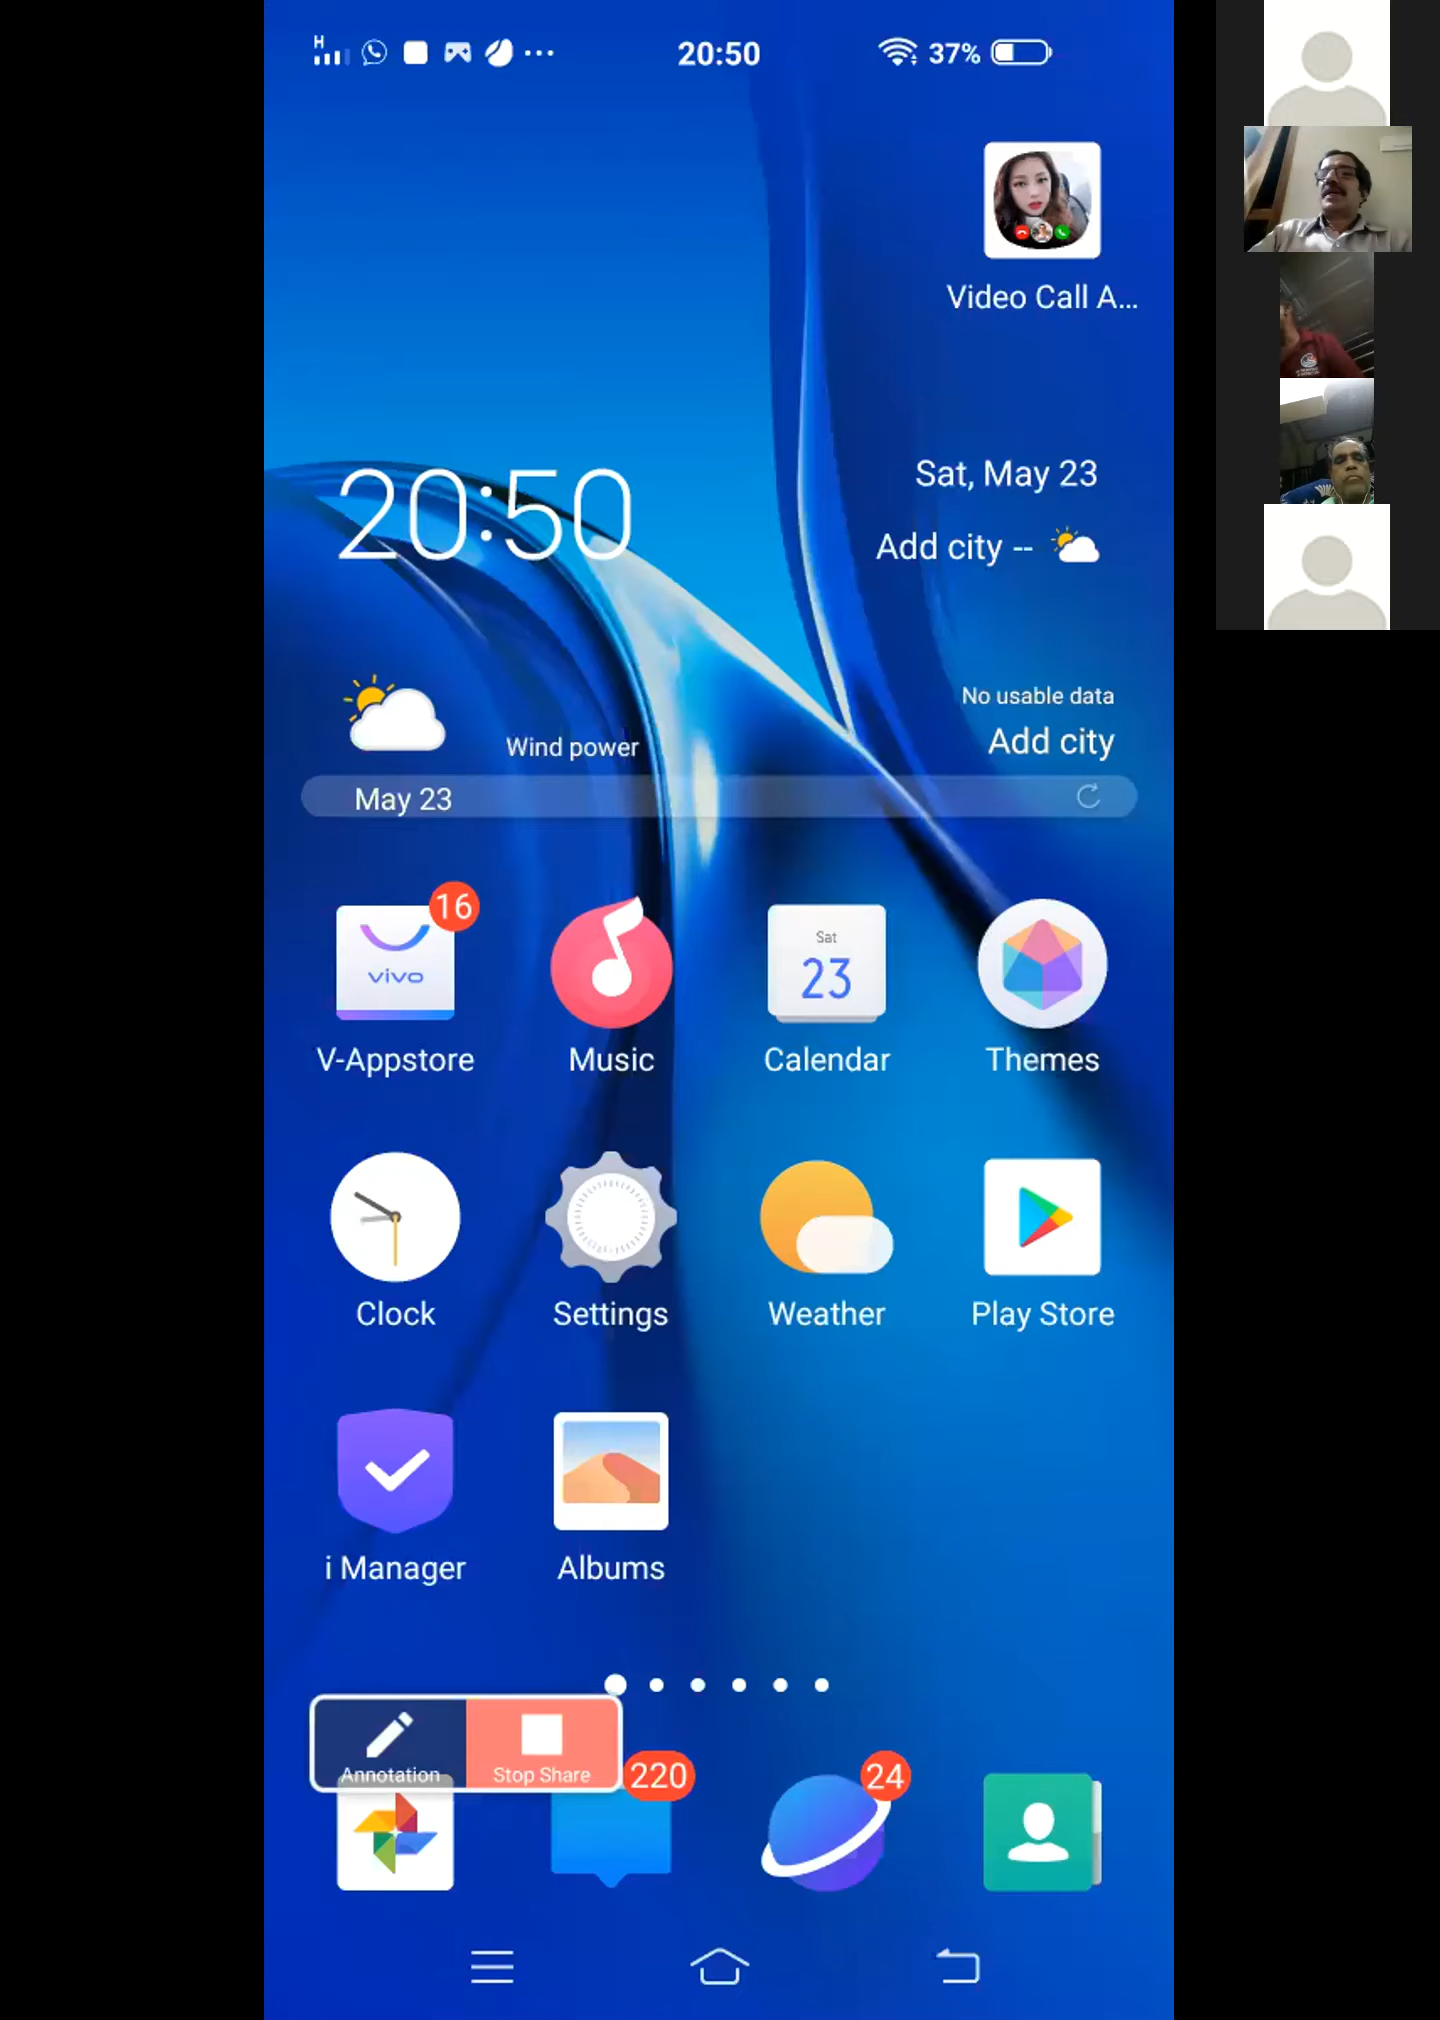 H
20:50
37%
Video Call A...
20:50
Sat, May 23
Add city --
No usable data
Wind power
Add city
May 23
16
vivo
Sat
23
V-Appstore
Music
Calendar
Themes
Clock
Settings
Weather
Play Store
i Manager
Albums
Annotation
Stop Share
220
24